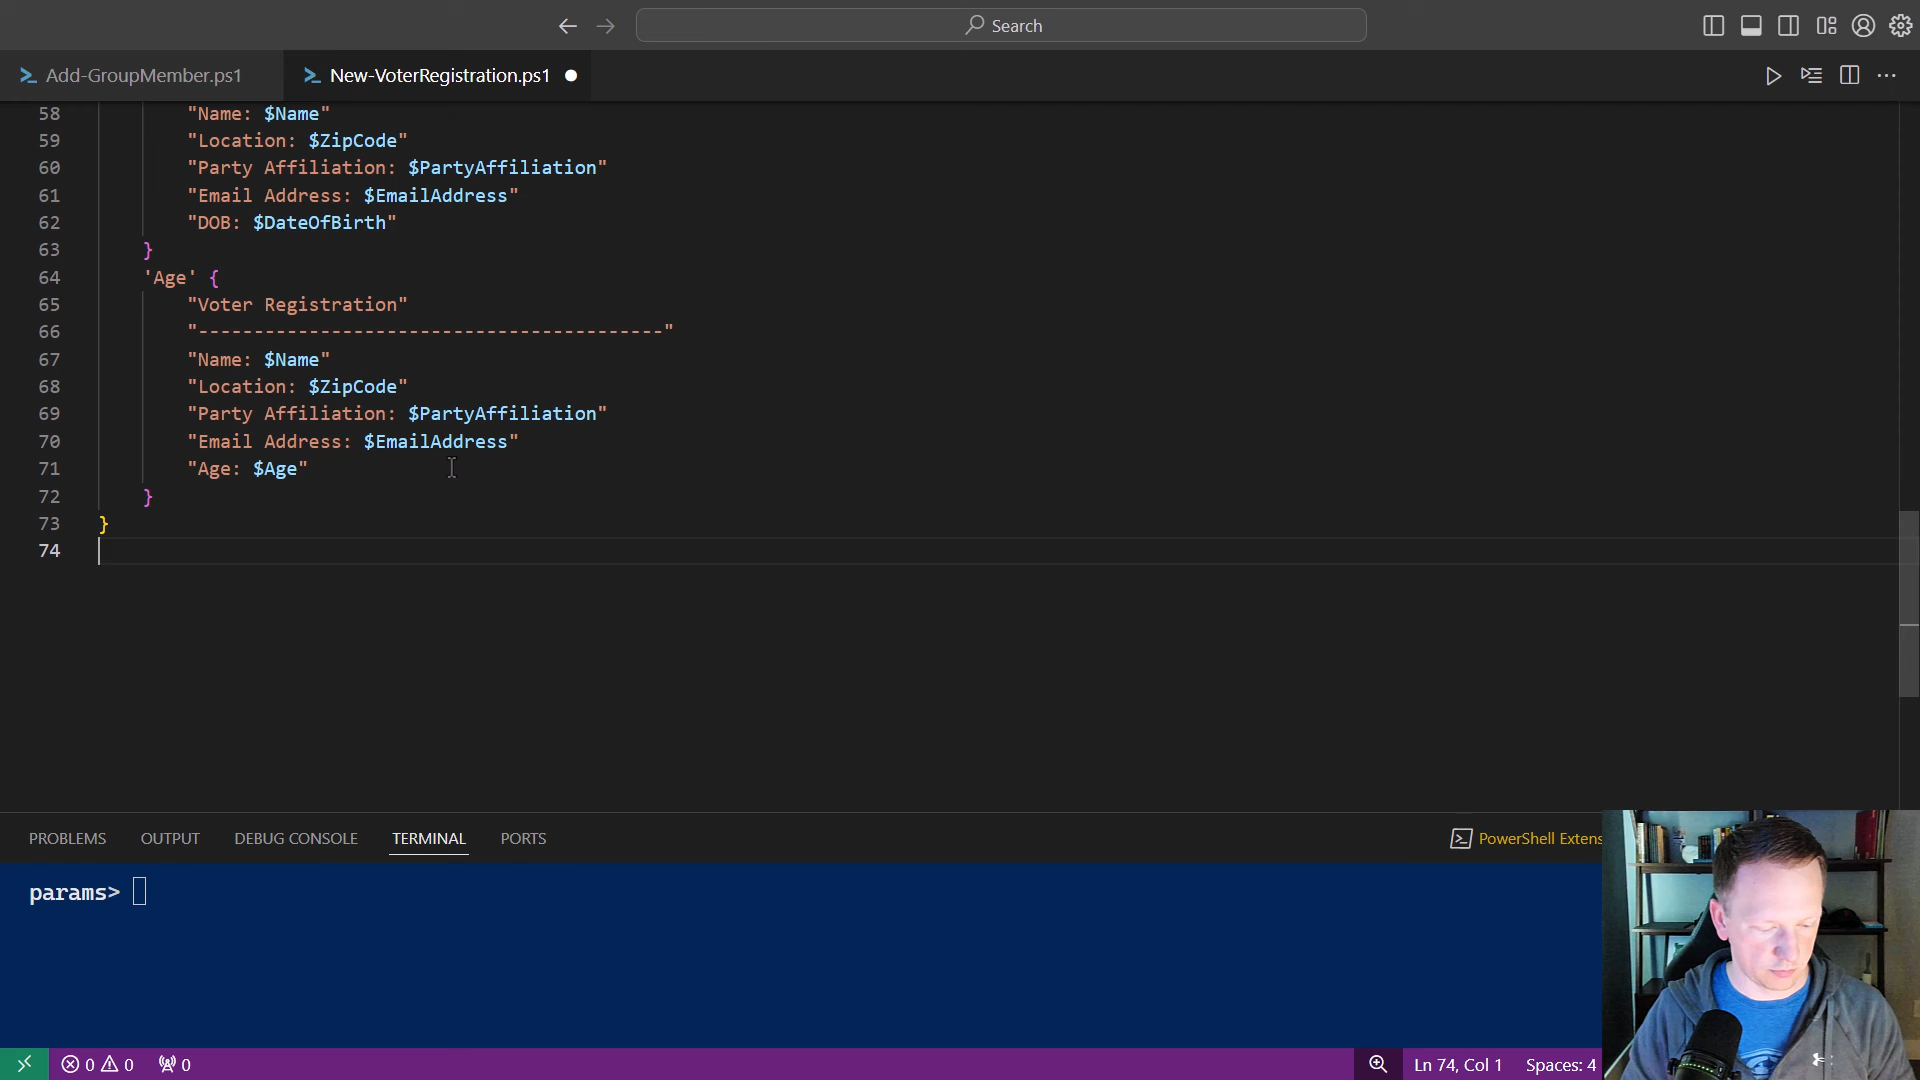 Search
Add-GroupMember.ps1
New-VoterRegistration.ps1
58 "Name: $Name"
59 "Location: $ZipCode"
60 "Party Affiliation: $PartyAffiliation"
61 "Email Address: $EmailAddress"
62 "DOB: $DateOfBirth"
63 }
64 'Age' {
65 "Voter Registration"
66 "------------------------------------------"
67 "Name: $Name"
68 "Location: $ZipCode"
69 "Party Affiliation: $PartyAffiliation"
70 "Email Address: $EmailAddress"
71 "Age: $Age"
72 }
73 }
74
PROBLEMS OUTPUT DEBUG CONSOLE TERMINAL PORTS PowerShell Extens
params>
0 0 0 Ln 74, Col 1 Spaces: 4